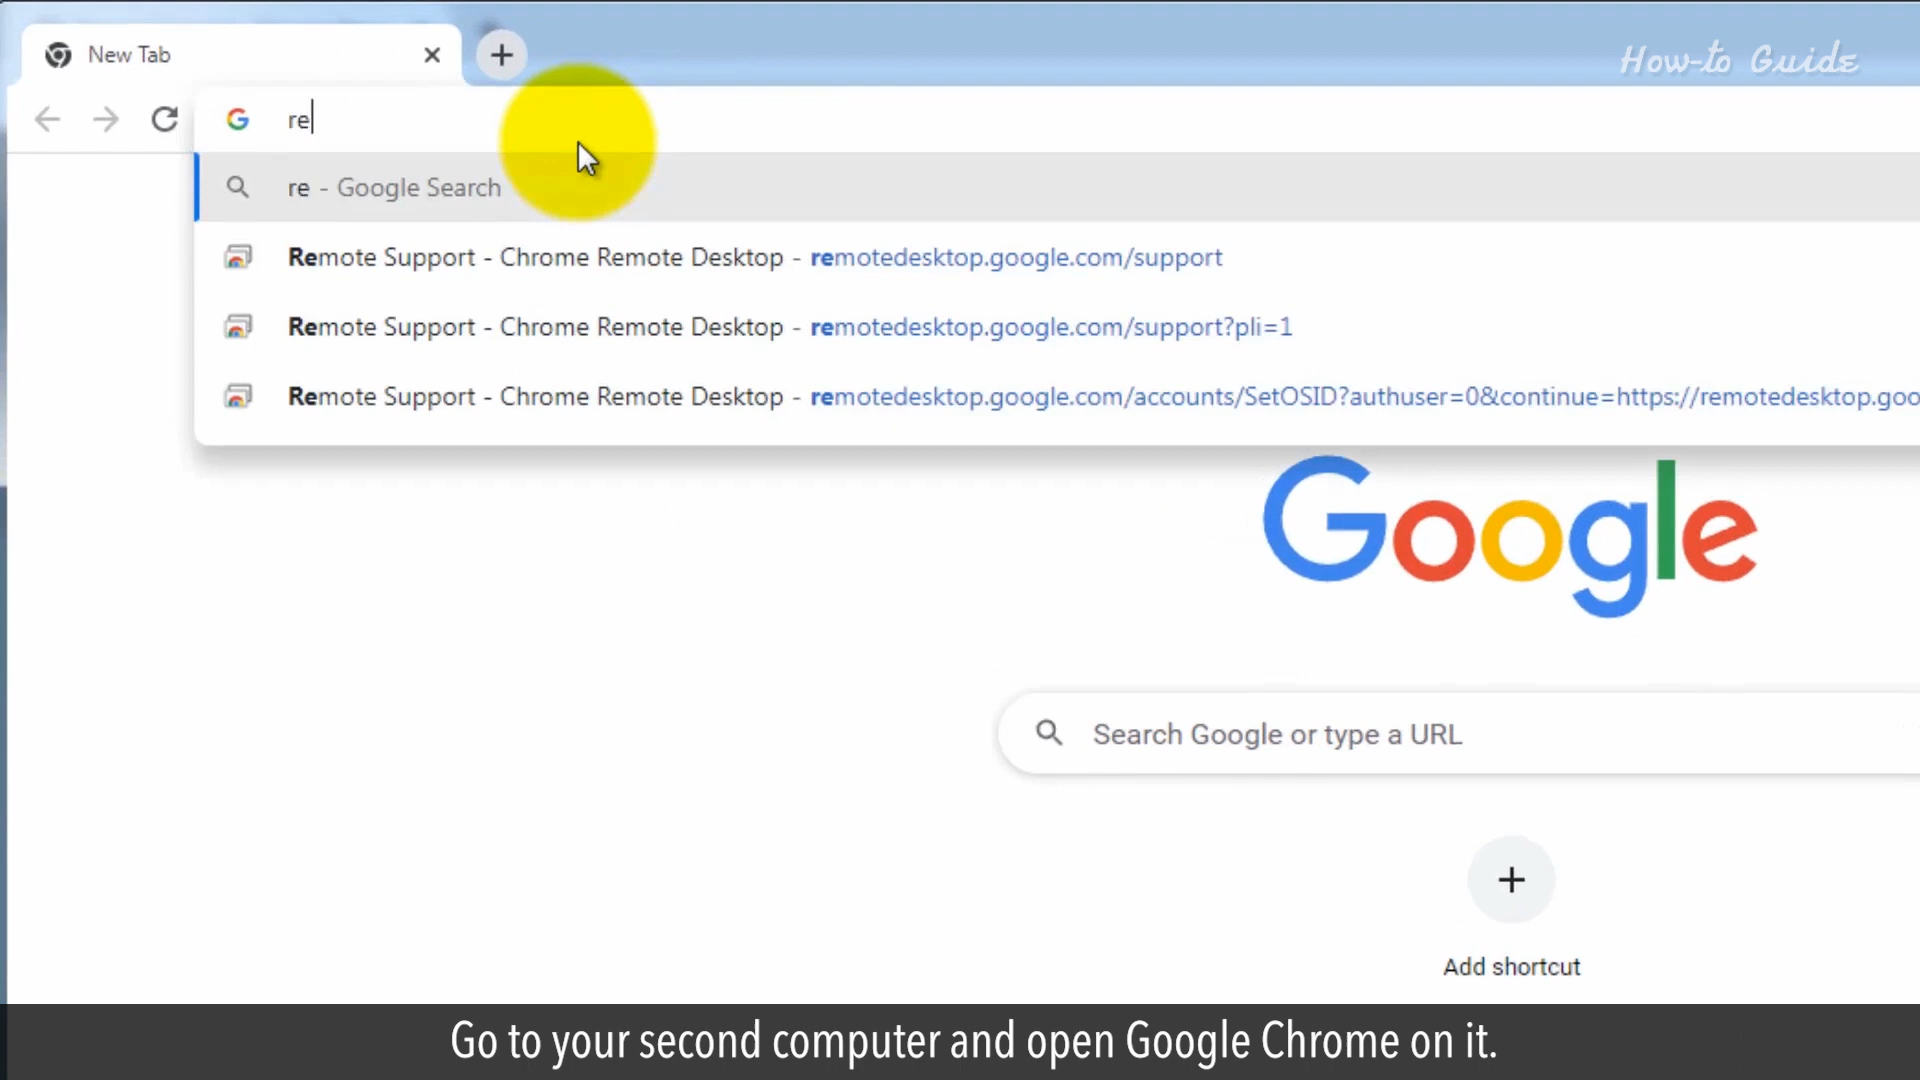 New Tab
How-to Guide
re
re - Google Search
Remote Support - Chrome Remote Desktop - remotedesktop.google.com/support
Remote Support - Chrome Remote Desktop - remotedesktop.google.com/support?pli=1
Remote Support - Chrome Remote Desktop - remotedesktop.google.com/accounts/SetOSID?authuser=0&continue=https://remotedesktop.goo
Google
Search Google or type a URL
Add shortcut
Go to your second computer and open Google Chrome on it.